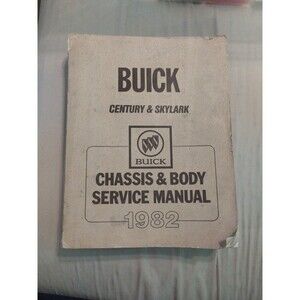 BUICK
CENTURY & SKYLARK
BUICK
CHASSIS & BODY
SERVICE MANUAL
1982